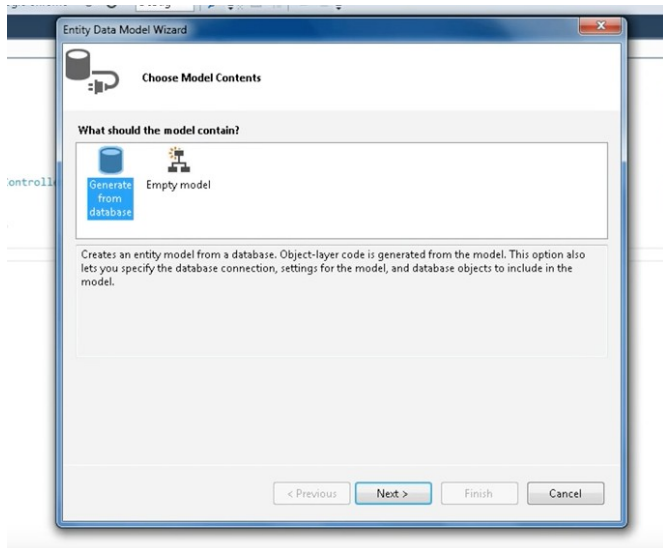 Entity Data Model Wizard
Choose Model Contents
What should the model contain?
Generate from database
Empty model
Creates an entity model from a database. Object-layer code is generated from the model. This option also
lets you specify the database connection, settings for the model, and database objects to include in the
model.
< Previous
Next >
Finish
Cancel